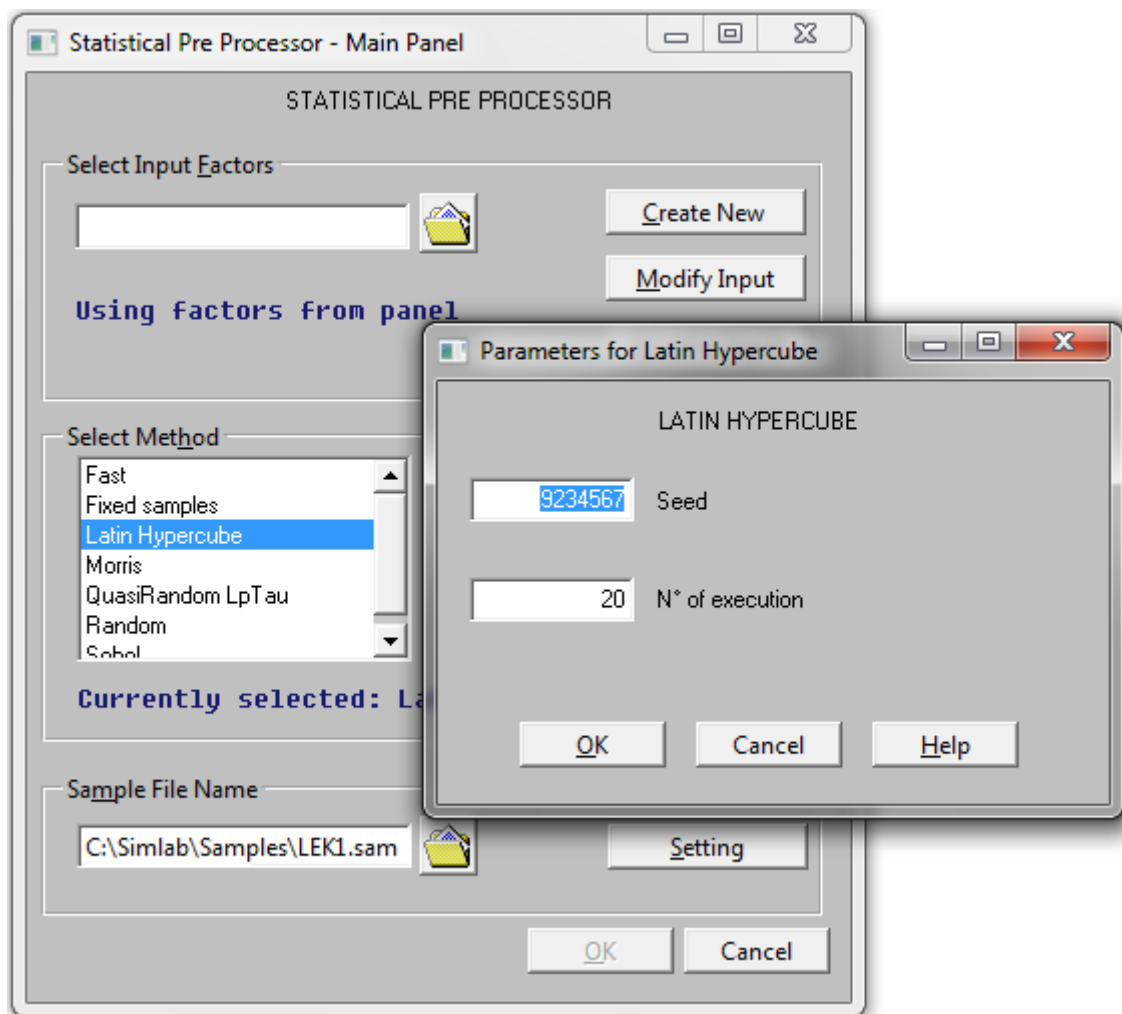 Statistical Pre Processor - Main Panel
STATISTICAL PRE PROCESSOR
Select Input Factors
Create New
Modify Input
Using factors from panel
Select Method
Fast
Fixed samples
Latin Hypercube
Morris
QuasiRandom LpTau
Random
Sobol
Currently selected: La
Sample File Name
C:\Simlab\Samples\LEK1.sam
Setting
OK Cancel
Parameters for Latin Hypercube
LATIN HYPERCUBE
9234567 Seed
20 N° of execution
OK Cancel Help